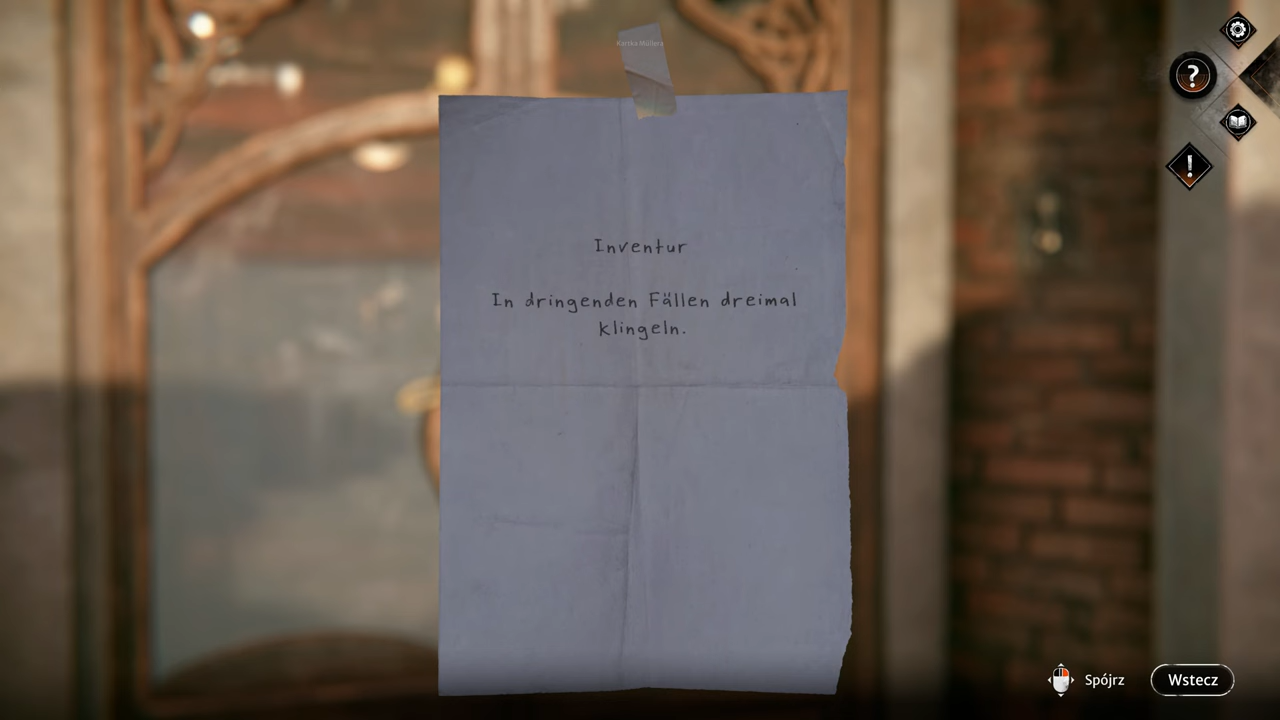 Kartka Müllera
Inventur
In dringenden Fällen dreimal
klingeln.
Spójrz
Wstecz